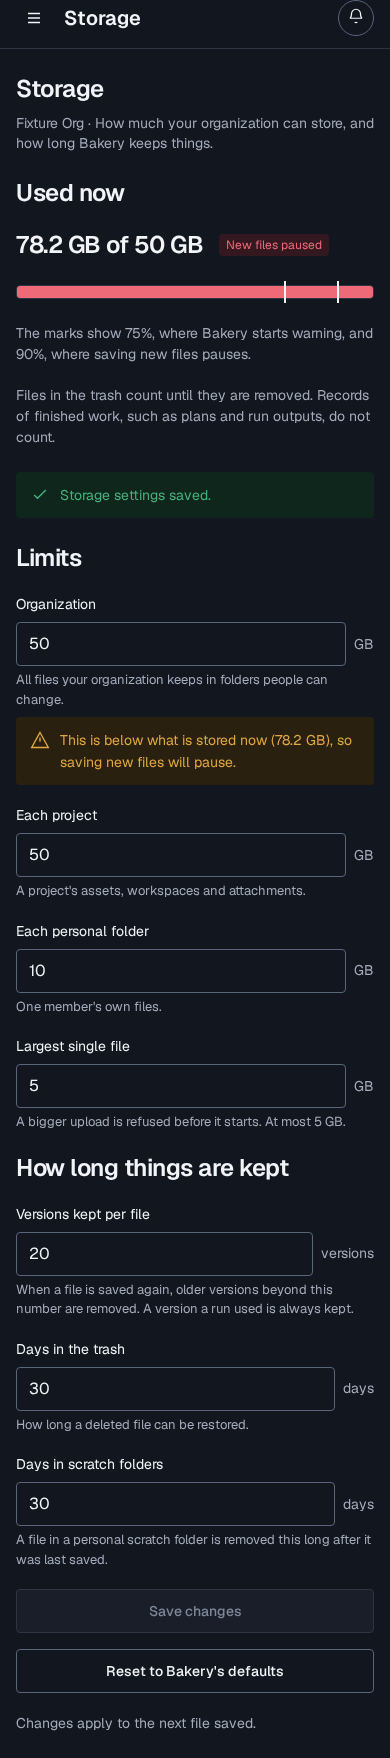 Storage
Storage
Fixture Org · How much your organization can store, and
how long Bakery keeps things.
Used now
78.2 GB of 50 GB
New files paused
The marks show 75%, where Bakery starts warning, and
90%, where saving new files pauses.
Files in the trash count until they are removed. Records
of finished work, such as plans and run outputs, do not
count.
Storage settings saved.
Limits
Organization
50
GB
All files your organization keeps in folders people can
change.
This is below what is stored now (78.2 GB), so
saving new files will pause.
Each project
50
GB
A project's assets, workspaces and attachments.
Each personal folder
10
GB
One member's own files.
Largest single file
5
GB
A bigger upload is refused before it starts. At most 5 GB.
How long things are kept
Versions kept per file
20
versions
When a file is saved again, older versions beyond this
number are removed. A version a run used is always kept.
Days in the trash
30
days
How long a deleted file can be restored.
Days in scratch folders
30
days
A file in a personal scratch folder is removed this long after it
was last saved.
Save changes
Reset to Bakery's defaults
Changes apply to the next file saved.